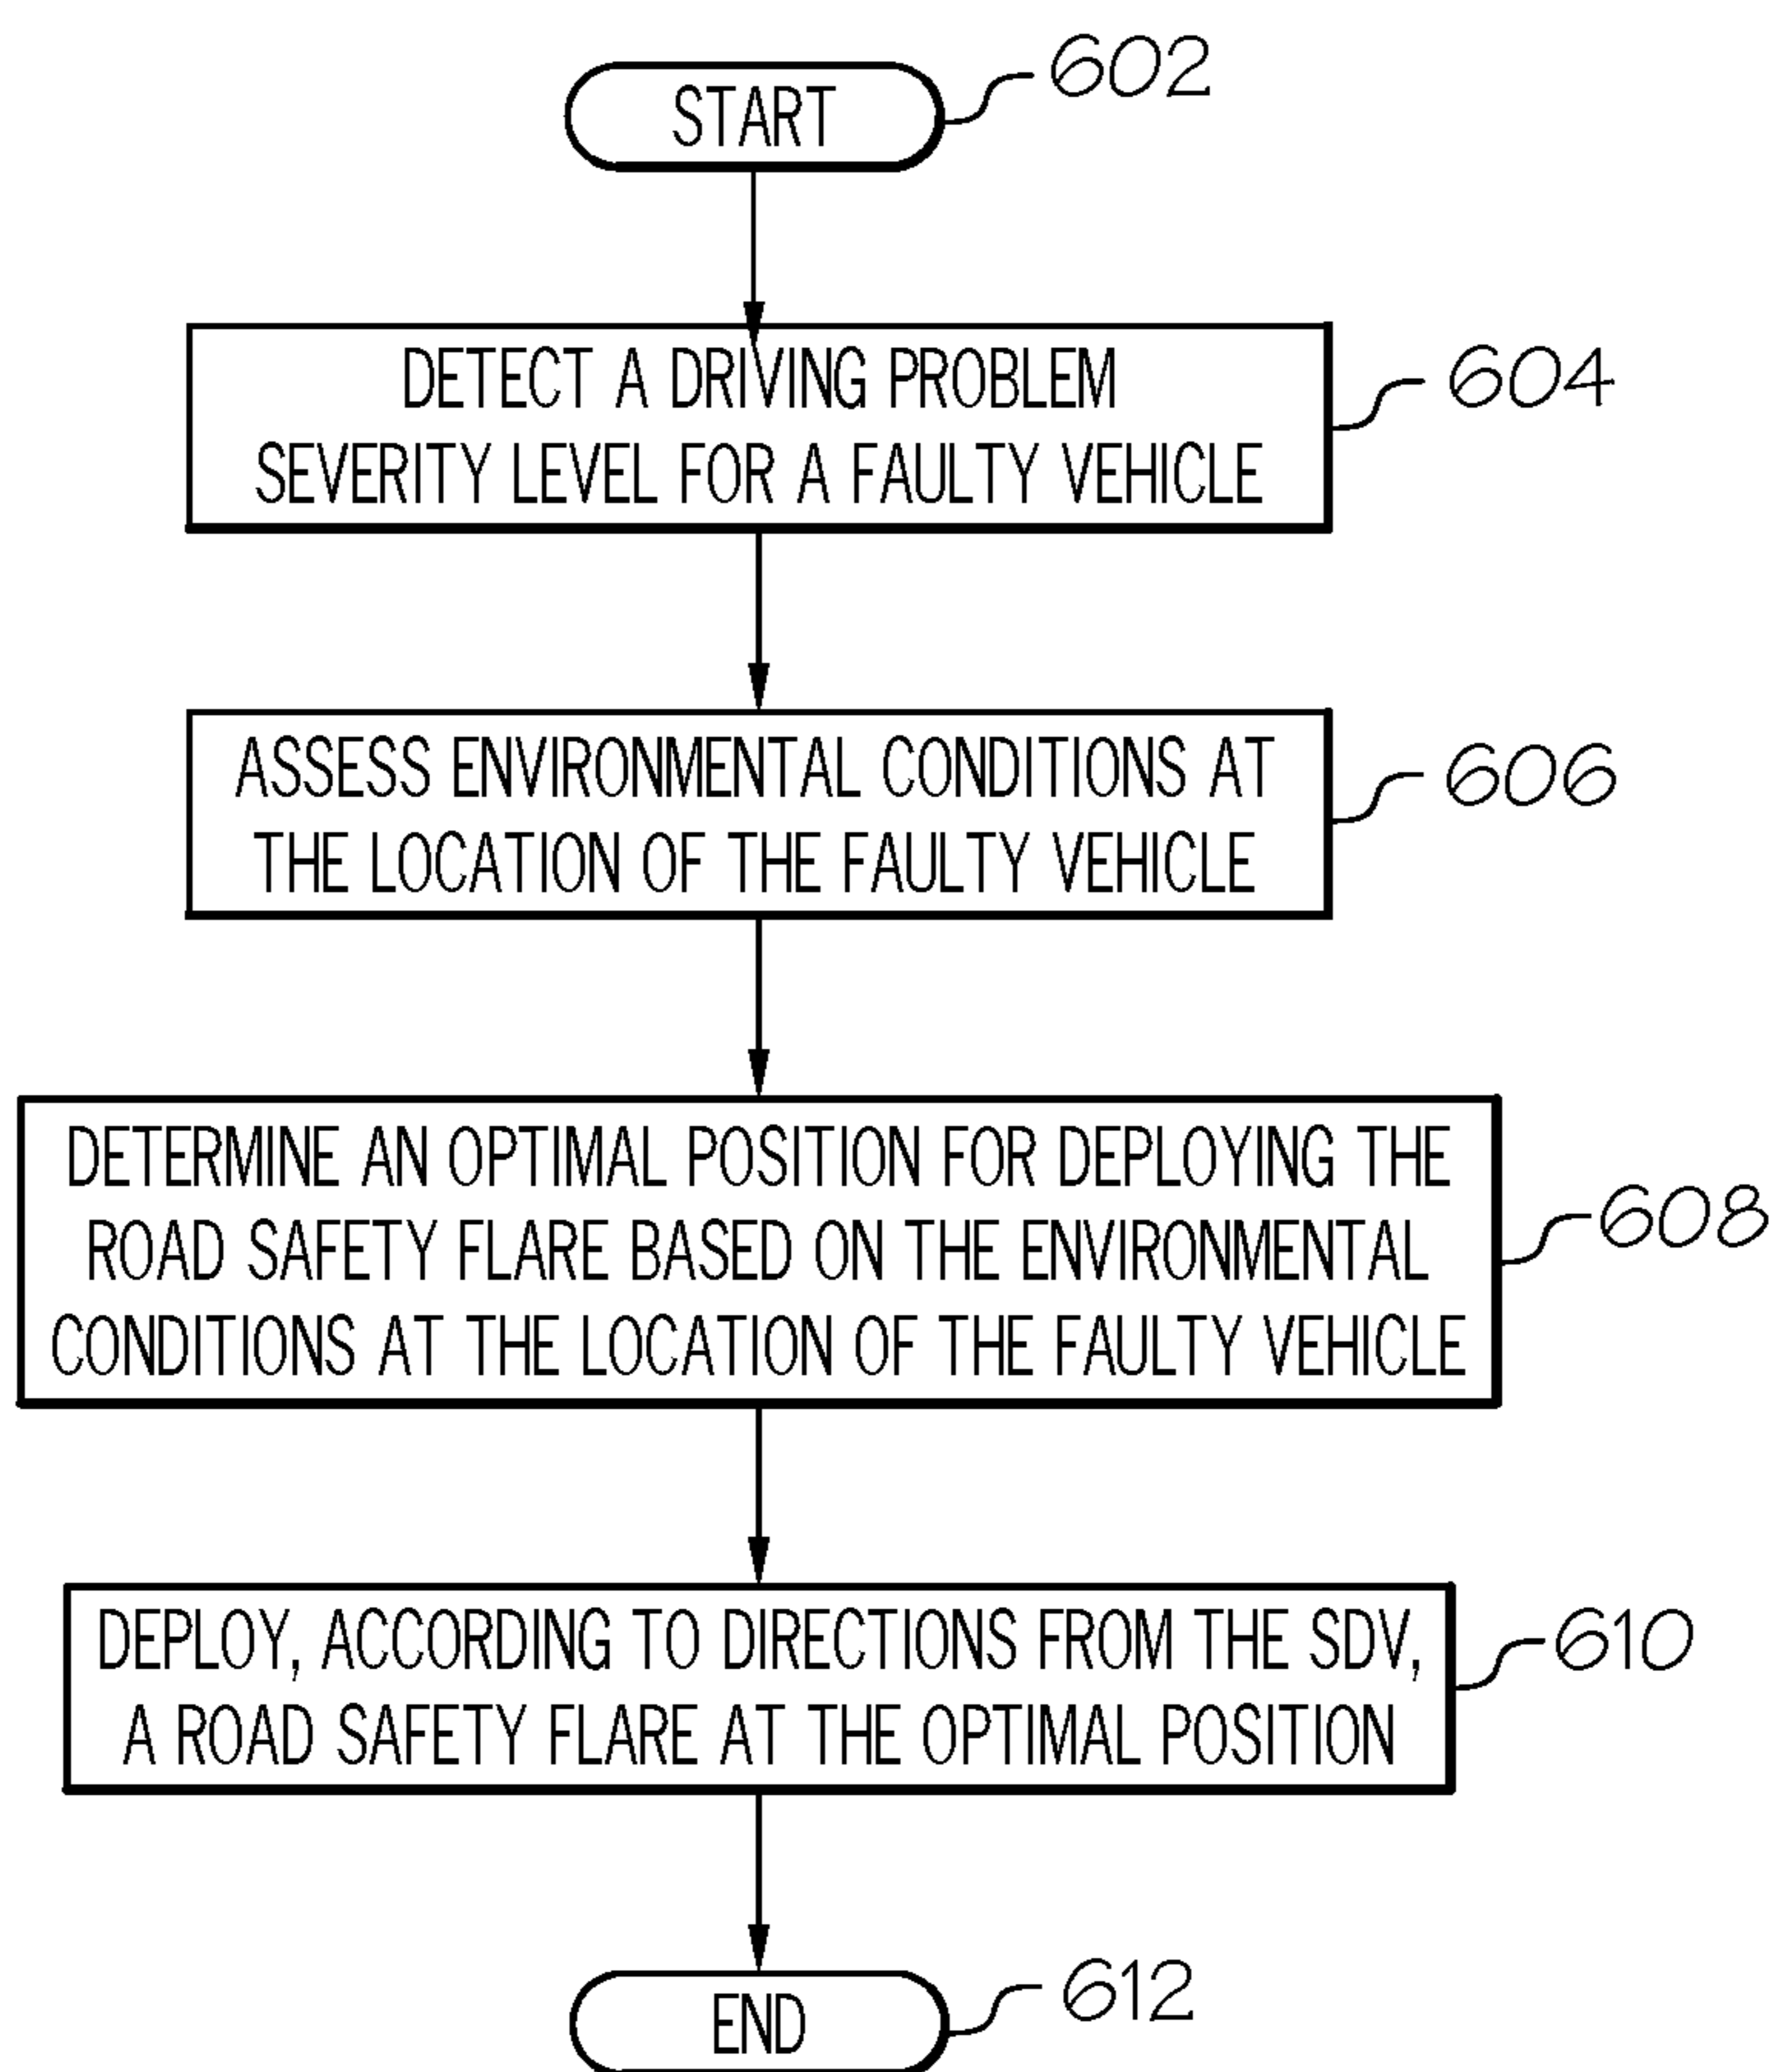 START
602
DETECT A DRIVING PROBLEM
SEVERITY LEVEL FOR A FAULTY VEHICLE
604
ASSESS ENVIRONMENTAL CONDITIONS AT
THE LOCATION OF THE FAULTY VEHICLE
606
DETERMINE AN OPTIMAL POSITION FOR DEPLOYING THE
ROAD SAFETY FLARE BASED ON THE ENVIRONMENTAL
CONDITIONS AT THE LOCATION OF THE FAULTY VEHICLE
608
DEPLOY, ACCORDING TO DIRECTIONS FROM THE SDV,
A ROAD SAFETY FLARE AT THE OPTIMAL POSITION
610
END
612